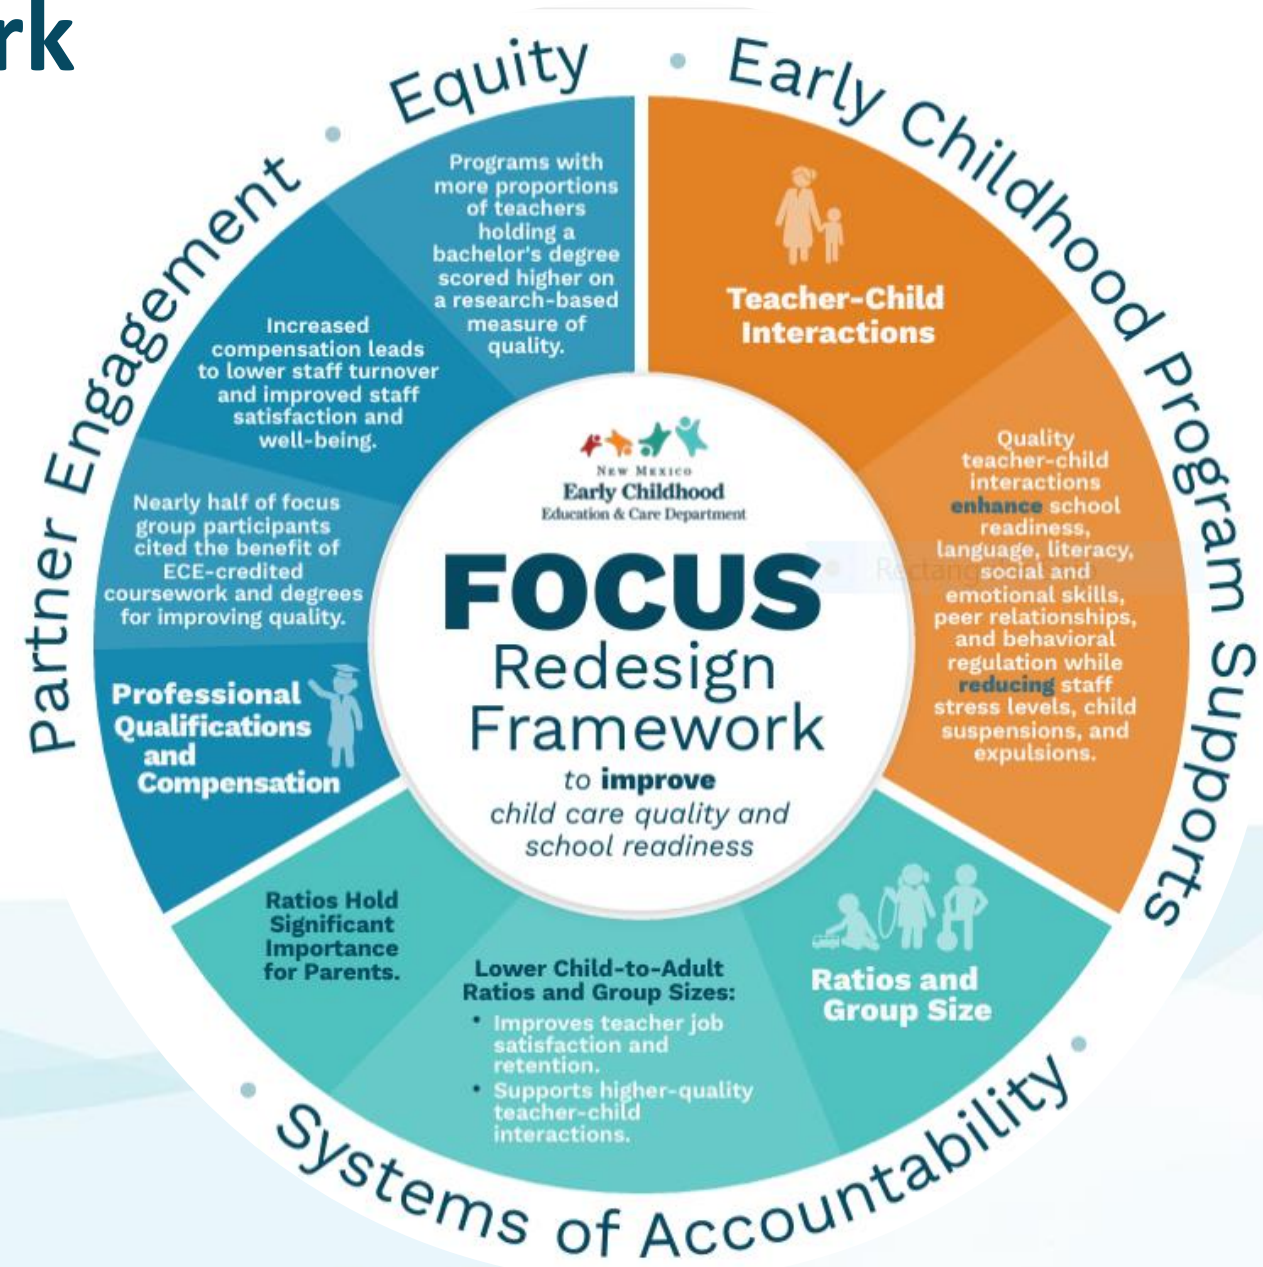 rk
Equity
Early Childhood Program Supports
Partner Engagement
Systems of Accountability
Teacher-Child
Interactions
Quality
teacher-child
interactions
enhance school
readiness,
language, literacy,
social and
emotional skills,
peer relationships,
and behavioral
regulation while
reducing staff
stress levels, child
suspensions, and
expulsions.
Ratios and
Group Size
Lower Child-to-Adult
Ratios and Group Sizes:
• Improves teacher job
satisfaction and
retention.
• Supports higher-quality
teacher-child
interactions.
Ratios Hold
Significant
Importance
for Parents.
Professional
Qualifications
and
Compensation
Nearly half of focus
group participants
cited the benefit of
ECE-credited
coursework and degrees
for improving quality.
Increased
compensation leads
to lower staff turnover
and improved staff
satisfaction and
well-being.
Programs with
more proportions
of teachers
holding a
bachelor's degree
scored higher on
a research-based
measure of
quality.
New Mexico
Early Childhood
Education & Care Department
FOCUS
Redesign
Framework
to improve
child care quality and
school readiness